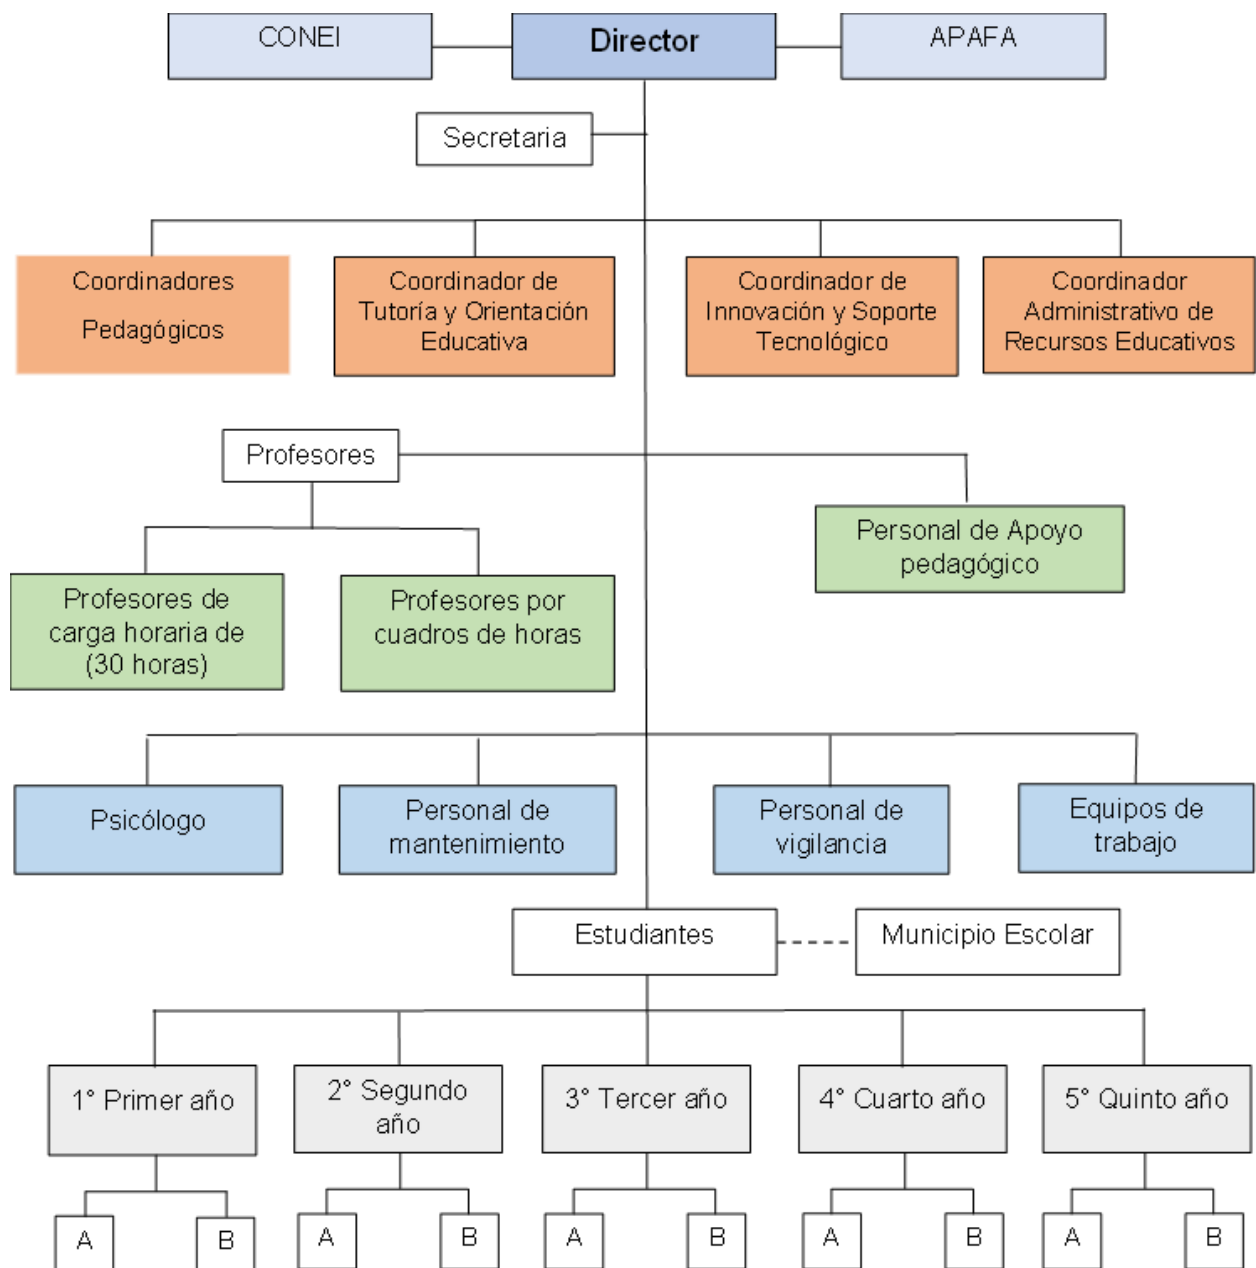 CONEI
Director
APAFA
Secretaria
Coordinadores
Pedagógicos
Coordinador de
Tutoría y Orientación
Educativa
Coordinador de
Innovación y Soporte
Tecnológico
Coordinador
Administrativo de
Recursos Educativos
Profesores
Personal de Apoyo
pedagógico
Profesores de
carga horaria de
(30 horas)
Profesores por
cuadros de horas
Psicólogo
Personal de
mantenimiento
Personal de
vigilancia
Equipos de
trabajo
Estudiantes
Municipio Escolar
1° Primer año
2° Segundo
año
3° Tercer año
4° Cuarto año
5° Quinto año
A
B
A
B
A
B
A
B
A
B